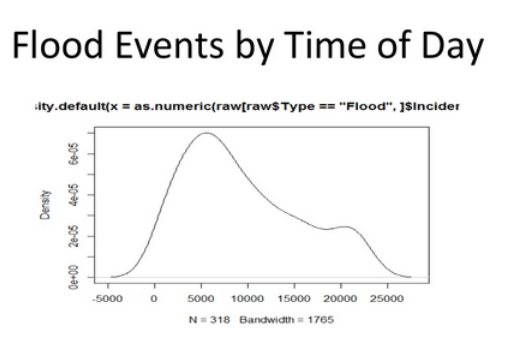 Flood Events by Time of Day
ity.default(x = as.numeric(raw[raw$Type == "Flood", ]$Incider
Density
0e+00 2e-05 4e-05 6e-05
-5000 0 5000 10000 15000 20000 25000
N = 318 Bandwidth = 1765